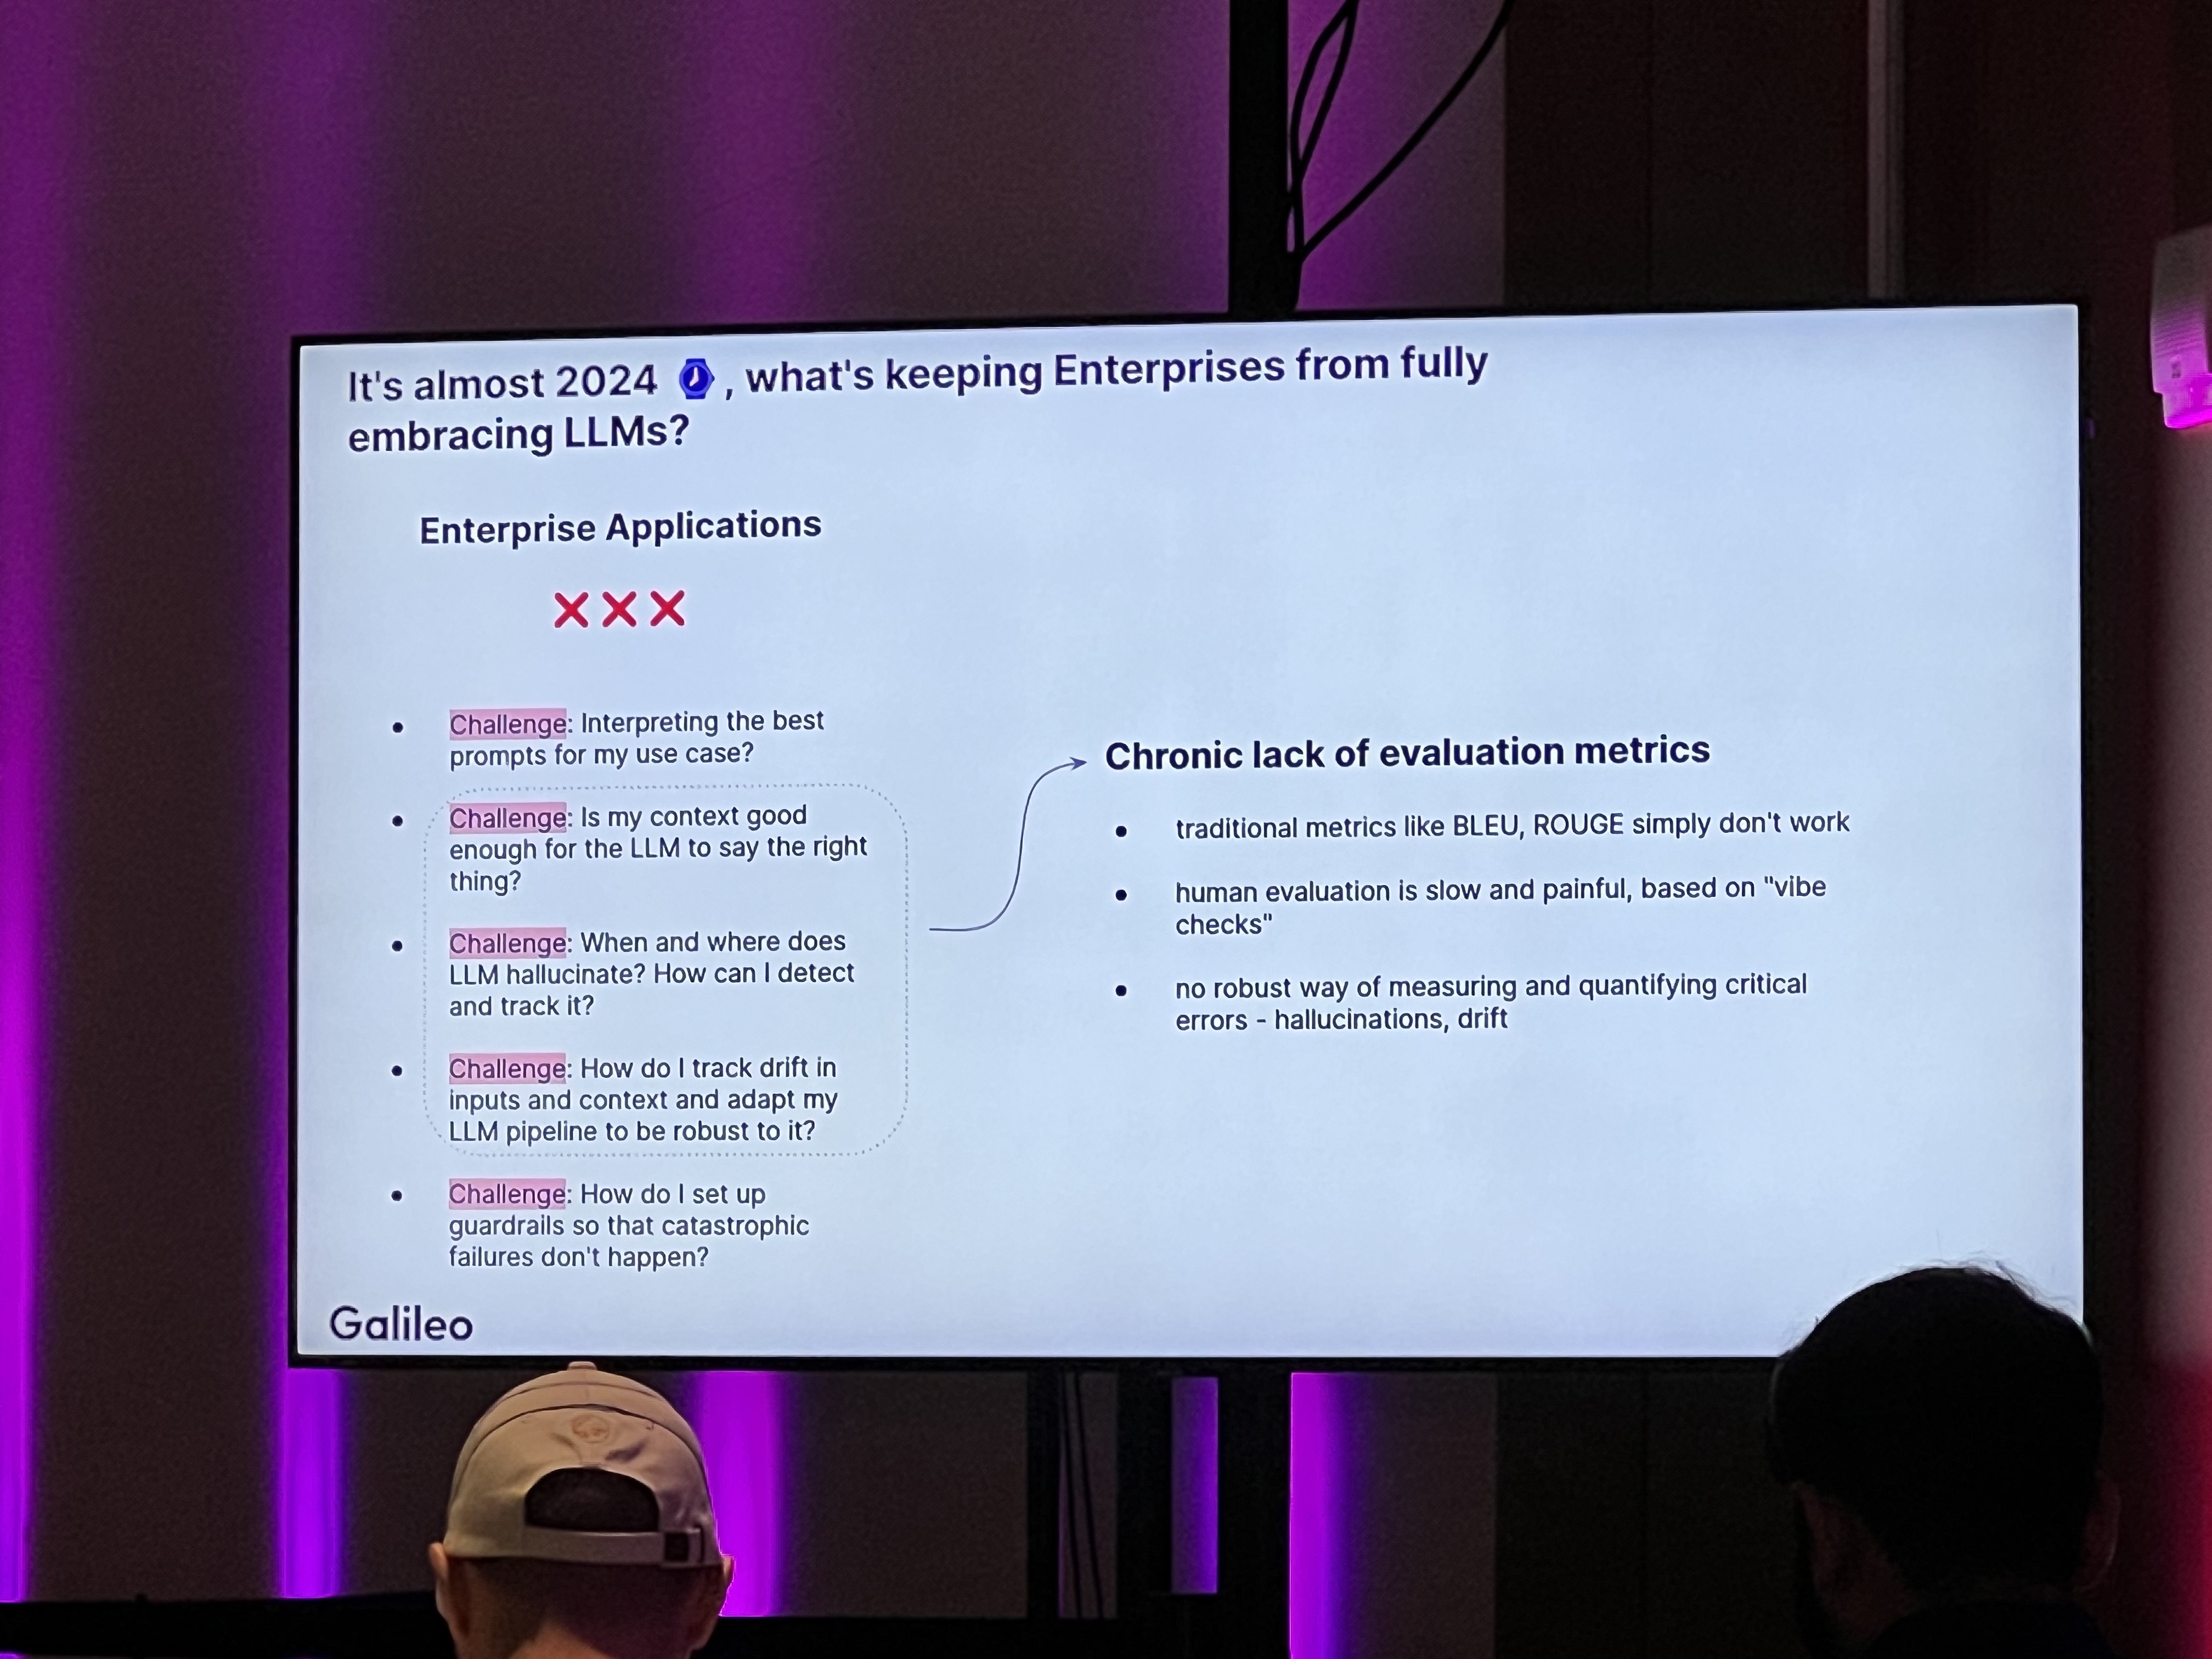 It's almost 2024 , what's keeping Enterprises from fully
embracing LLMs?
Enterprise Applications
Challenge: Interpreting the best
prompts for my use case?
Challenge: Is my context good
enough for the LLM to say the right
thing?
Challenge: When and where does
LLM hallucinate? How can I detect
and track it?
Challenge: How do I track drift in
inputs and context and adapt my
LLM pipeline to be robust to it?
Challenge: How do I set up
guardrails so that catastrophic
failures don't happen?
Chronic lack of evaluation metrics
traditional metrics like BLEU, ROUGE simply don't work
human evaluation is slow and painful, based on "vibe
checks"
no robust way of measuring and quantifying critical
errors - hallucinations, drift
Galileo